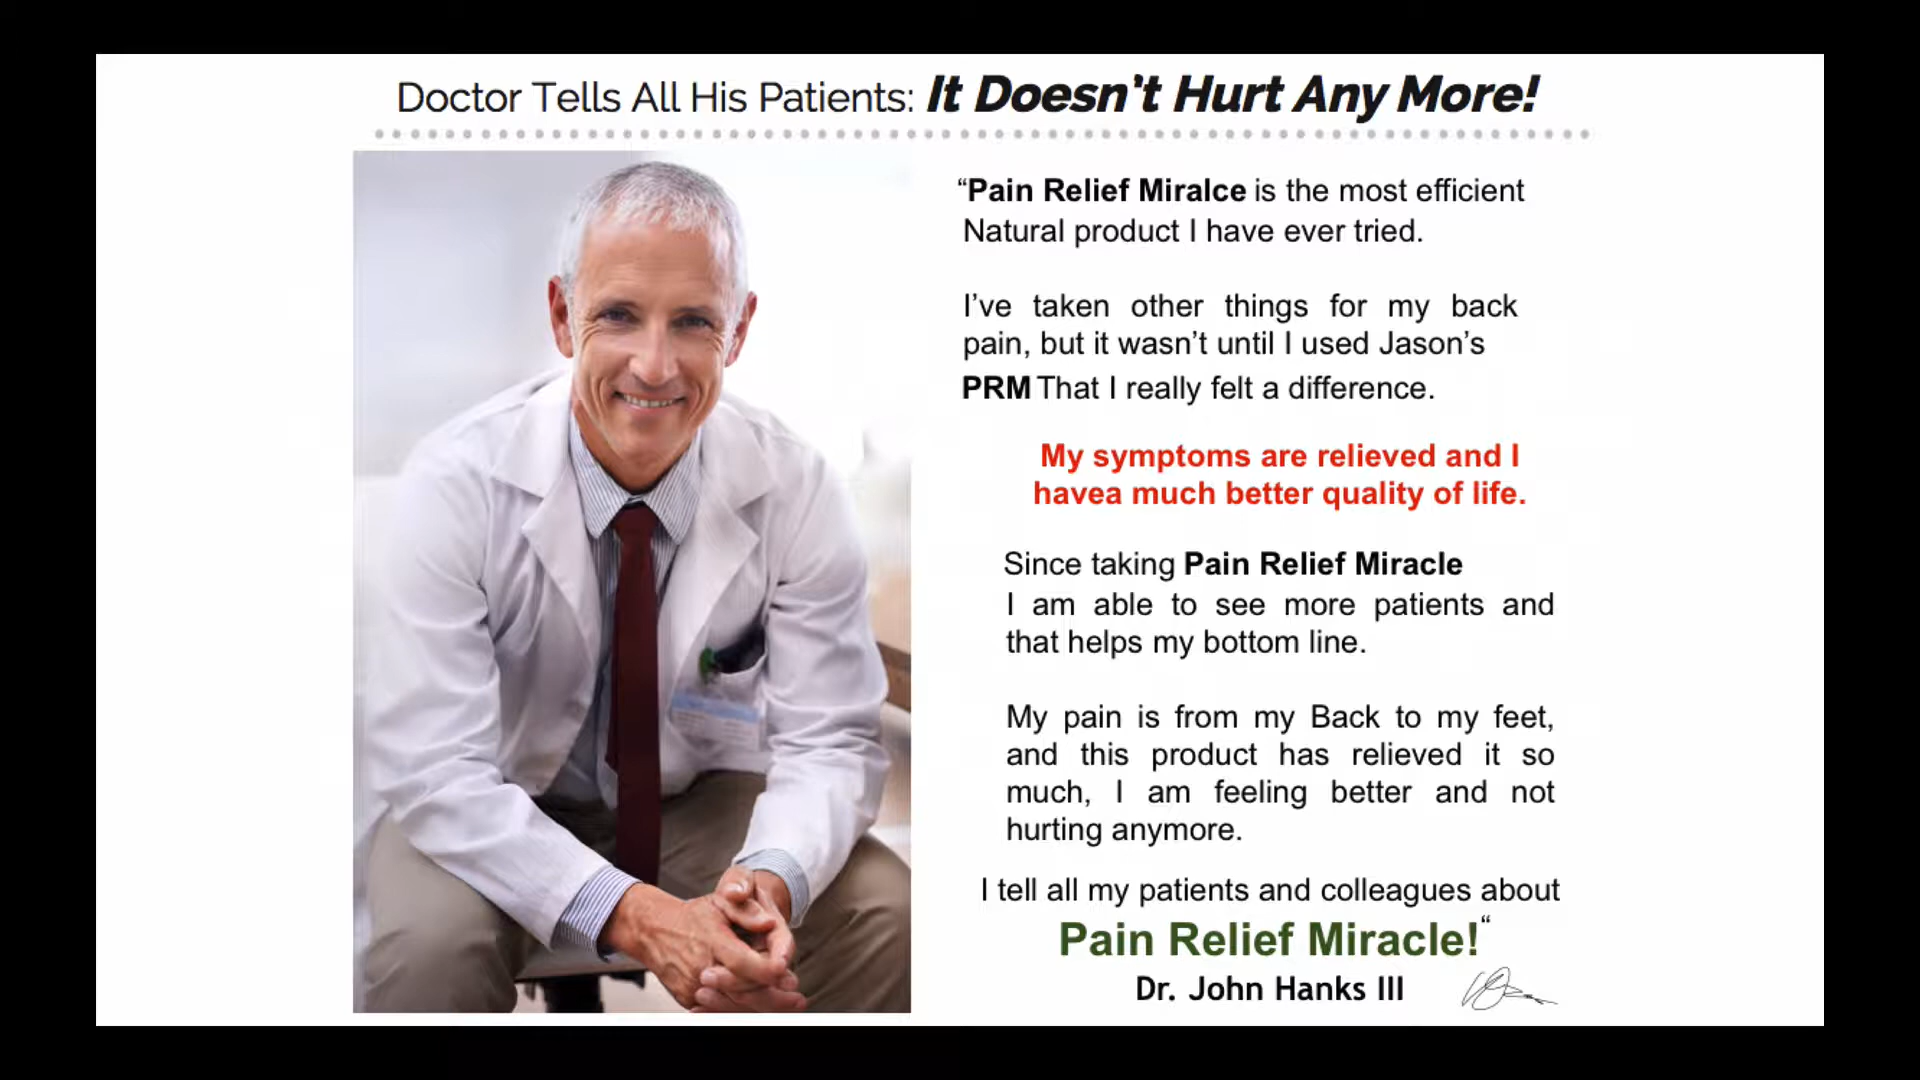 Doctor Tells All His Patients: It Doesn't Hurt Any More!
“Pain Relief Miralce is the most efficient
Natural product I have ever tried.
I’ve taken other things for my back
pain, but it wasn’t until I used Jason’s
PRM That I really felt a difference.
My symptoms are relieved and I
havea much better quality of life.
Since taking Pain Relief Miracle
I am able to see more patients and
that helps my bottom line.
My pain is from my Back to my feet,
and this product has relieved it so
much, I am feeling better and not
hurting anymore.
I tell all my patients and colleagues about
Pain Relief Miracle!“
Dr. John Hanks III